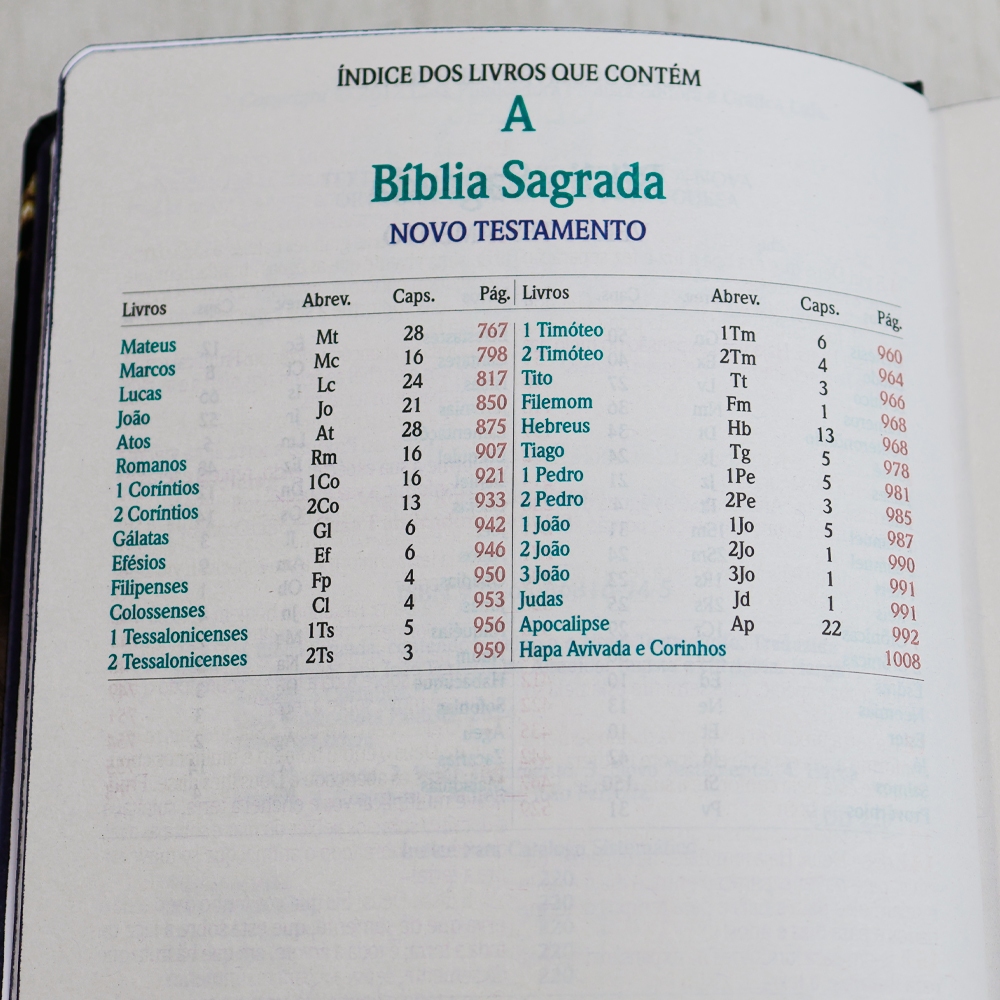 ÍNDICE DOS LIVROS QUE CONTÉM
A
Bíblia Sagrada
NOVO TESTAMENTO
Livros Abrev. Caps. Pág.
Mateus Mt 28 767
Marcos Mc 16 798
Lucas Lc 24 817
João Jo 21 850
Atos At 28 875
Romanos Rm 16 907
1 Coríntios 1Co 16 921
2 Coríntios 2Co 13 933
Gálatas Gl 6 942
Efésios Ef 6 946
Filipenses Fp 4 950
Colossenses Cl 4 953
1 Tessalonicenses 1Ts 5 956
2 Tessalonicenses 2Ts 3 959
Livros Abrev. Caps. Pág.
1 Timóteo 1Tm 6 960
2 Timóteo 2Tm 4 964
Tito Tt 3 966
Filemom Fm 1 968
Hebreus Hb 13 968
Tiago Tg 5 978
1 Pedro 1Pe 5 981
2 Pedro 2Pe 3 985
1 João 1Jo 5 987
2 João 2Jo 1 990
3 João 3Jo 1 991
Judas Jd 1 991
Apocalipse Ap 22 992
Hapa Avivada e Corinhos 1008